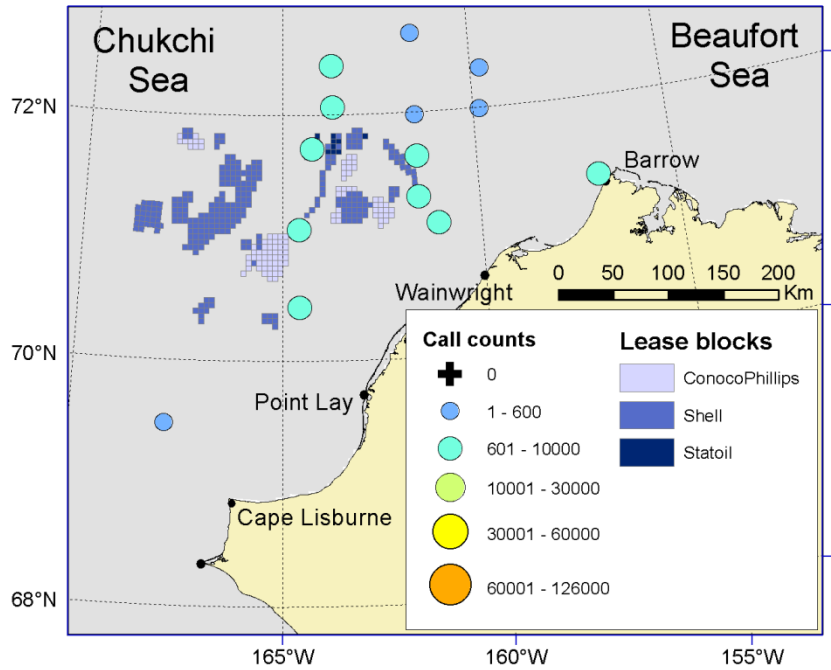 Chukchi
Sea
Beaufort
Sea
72°N
Barrow
0 50 100 150 200
Km
Wainwright
70°N
Point Lay
Cape Lisburne
68°N
Call counts
0
1 - 600
601 - 10000
10001 - 30000
30001 - 60000
60001 - 126000
Lease blocks
ConocoPhillips
Shell
Statoil
165°W
160°W
155°W